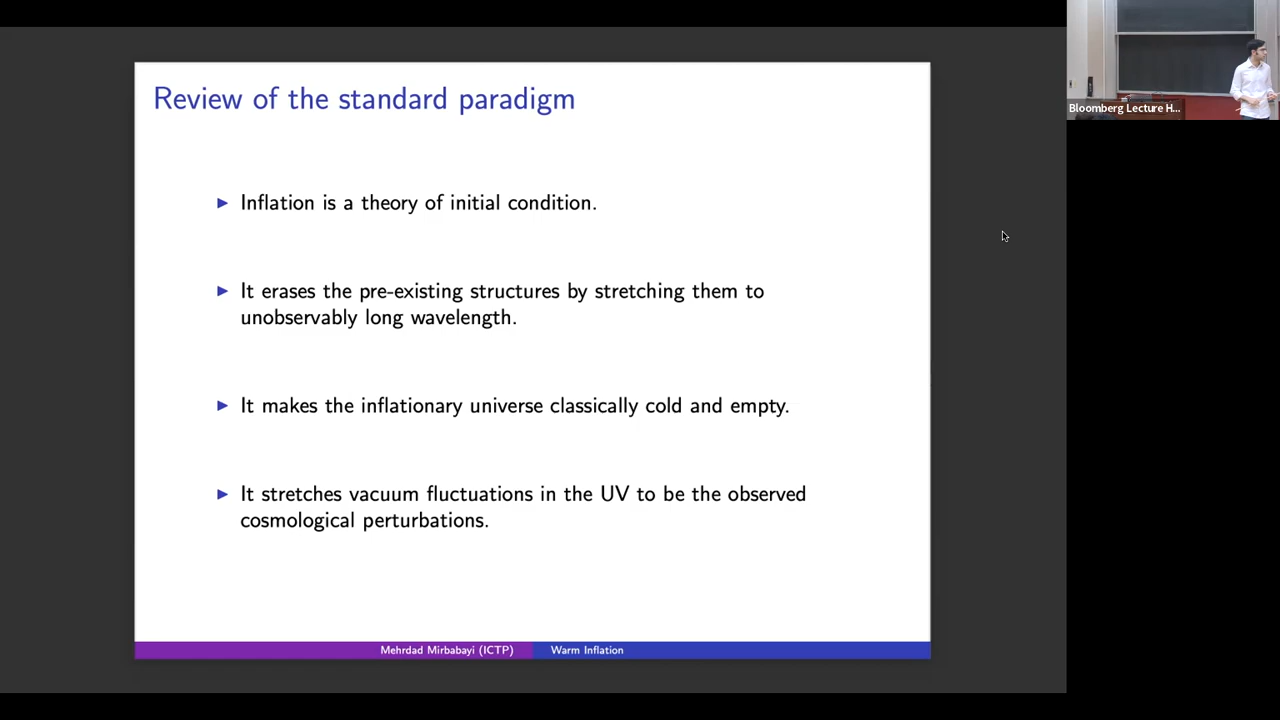 Review of the standard paradigm
▶ Inflation is a theory of initial condition.
▶ It erases the pre-existing structures by stretching them to
unobservably long wavelength.
▶ It makes the inflationary universe classically cold and empty.
▶ It stretches vacuum fluctuations in the UV to be the observed
cosmological perturbations.
Mehrdad Mirbabayi (ICTP) Warm Inflation
Bloomberg Lecture H...